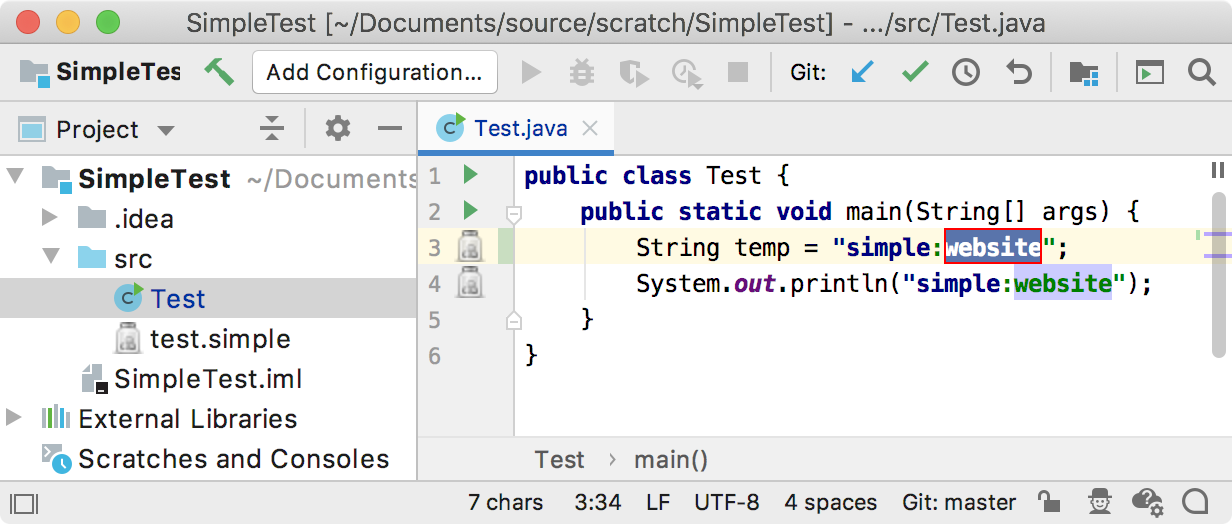 SimpleTest [~/Documents/source/scratch/SimpleTest] - .../src/Test.java
SimpleTes Add Configuration... Git:
Project
Test.java
SimpleTest ~/Documents
.idea
src
Test
test.simple
SimpleTest.iml
External Libraries
Scratches and Consoles
1 public class Test {
2 public static void main(String[] args) {
3 String temp = "simple:website";
4 System.out.println("simple:website");
5 }
6 }
Test › main()
7 chars 3:34 LF UTF-8 4 spaces Git: master